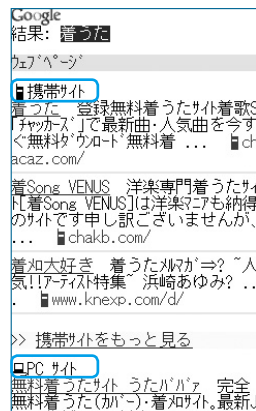 Google
結果: 着うた
ｳｪﾌﾞﾍﾟｰｼﾞ
携帯ｻｲﾄ
着うた 登録無料着うたｻｲﾄ着歌S
｢ﾁｬｯｶｰｽﾞ｣で最新曲･人気曲を今す
ぐ無料ﾀﾞｳﾝﾛｰﾄﾞ無料着 ... ch
acaz.com/
着Song VENUS 洋楽専門着うたｻｲ
ﾄ[着Song VENUS]は洋楽ﾏﾆｱも納得
のｻｲﾄです申し訳ございませんが、
... chakb.com/
着ﾒﾛ大好き 着うたﾒﾙﾏｶﾞ⇒? ~人
気!!ｱｰﾃｨｽﾄ特集~ 浜崎あゆみ? ..
. www.knexp.com/d/
>> 携帯ｻｲﾄをもっと見る
PC ｻｲﾄ
無料着うたｻｲﾄ うたﾊﾞﾊﾞｧ 完全
無料着うた(ｶﾊﾞｰ)･着ﾒﾛｻｲﾄ｡最新J